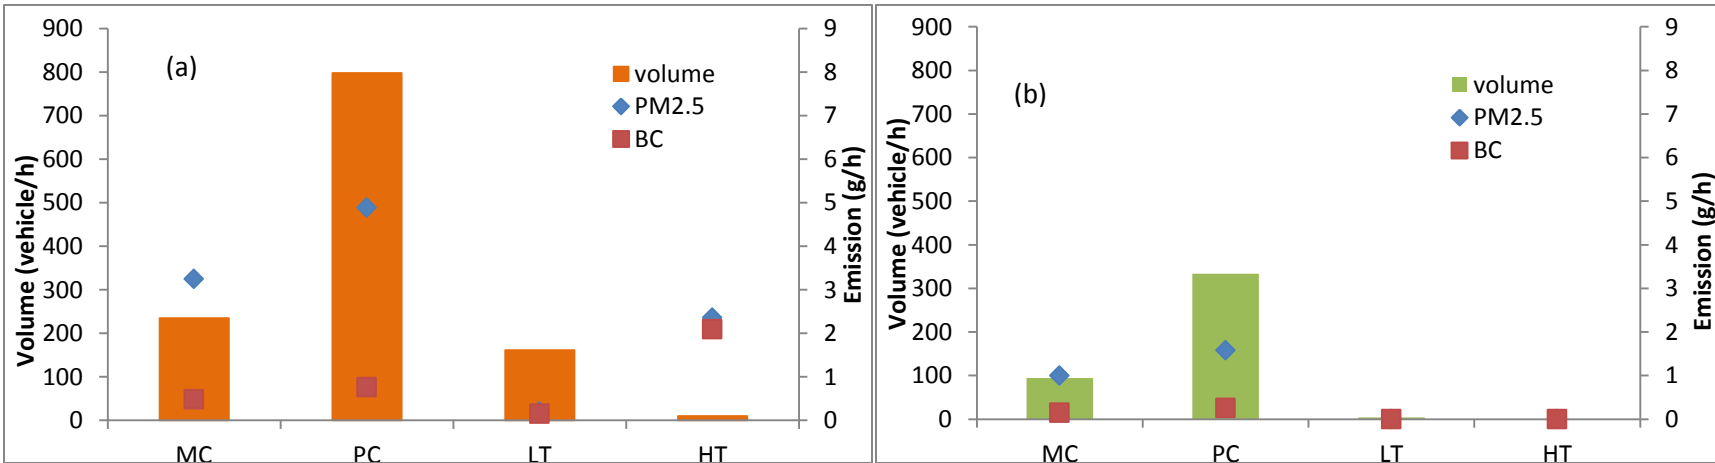 900
800
700
600
500
400
300
200
100
0
Volume (vehicle/h)
(a)
volume
PM2.5
BC
9
8
7
6
5
4
3
2
1
0
Emission (g/h)
MC PC LT HT
900
800
700
600
500
400
300
200
100
0
Volume (vehicle/h)
(b)
volume
PM2.5
BC
9
8
7
6
5
4
3
2
1
0
Emission (g/h)
MC PC LT HT